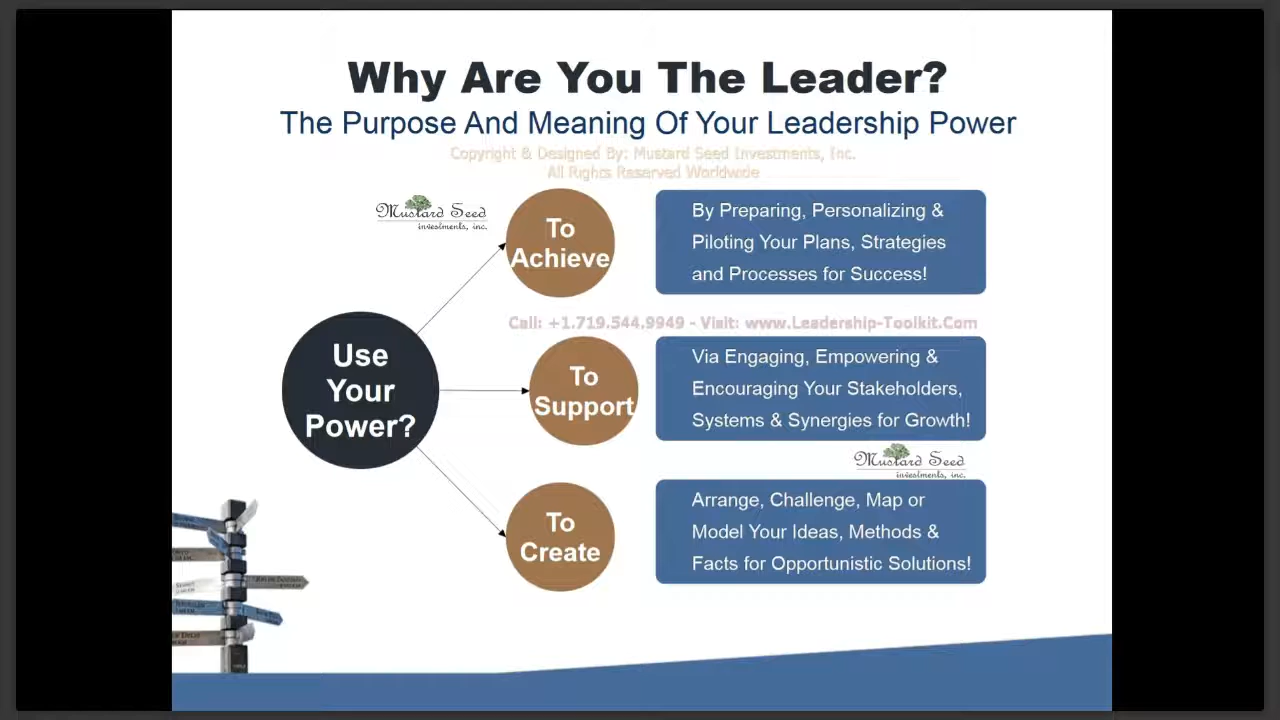 Why Are You The Leader?
The Purpose And Meaning Of Your Leadership Power
Copyright & Designed By: Mustard Seed Investments, Inc.
All Rights Reserved Worldwide
Mustard Seed
investments, inc.
To
Achieve
By Preparing, Personalizing &
Piloting Your Plans, Strategies
and Processes for Success!
Call: +1.719.544.9949 - Visit: www.Leadership-Toolkit.Com
Use
Your
Power?
To
Support
Via Engaging, Empowering &
Encouraging Your Stakeholders,
Systems & Synergies for Growth!
Mustard Seed
investments, inc.
To
Create
Arrange, Challenge, Map or
Model Your Ideas, Methods &
Facts for Opportunistic Solutions!